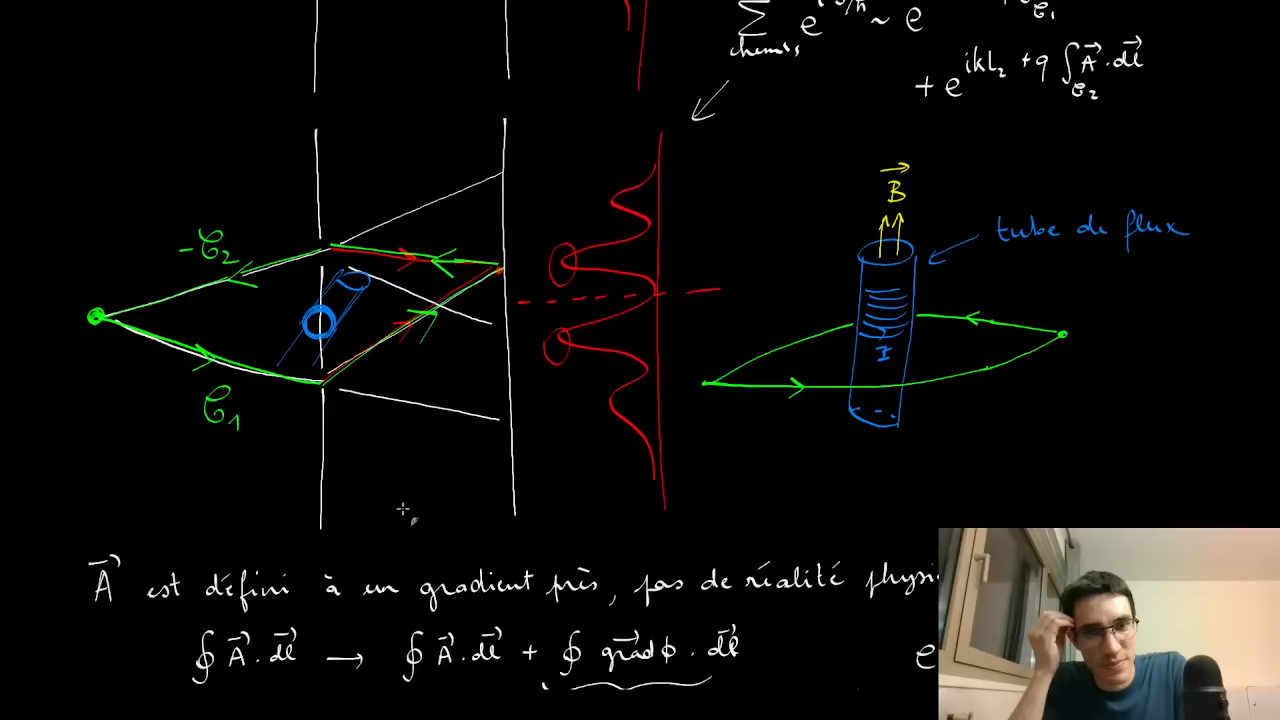 ∑ e^{iS/ħ} ~ e
chemins
+ e^{ikL₂ + q ∫_{𝒞₂} A⃗·dl⃗}
B⃗
tube de flux
-𝒞₂
I
𝒞₁
A⃗ est défini à un gradient près, pas de réalité physi
∮ A⃗·dl⃗ → ∮ A⃗·dl⃗ + ∮ grad⃗ϕ·dl⃗
e